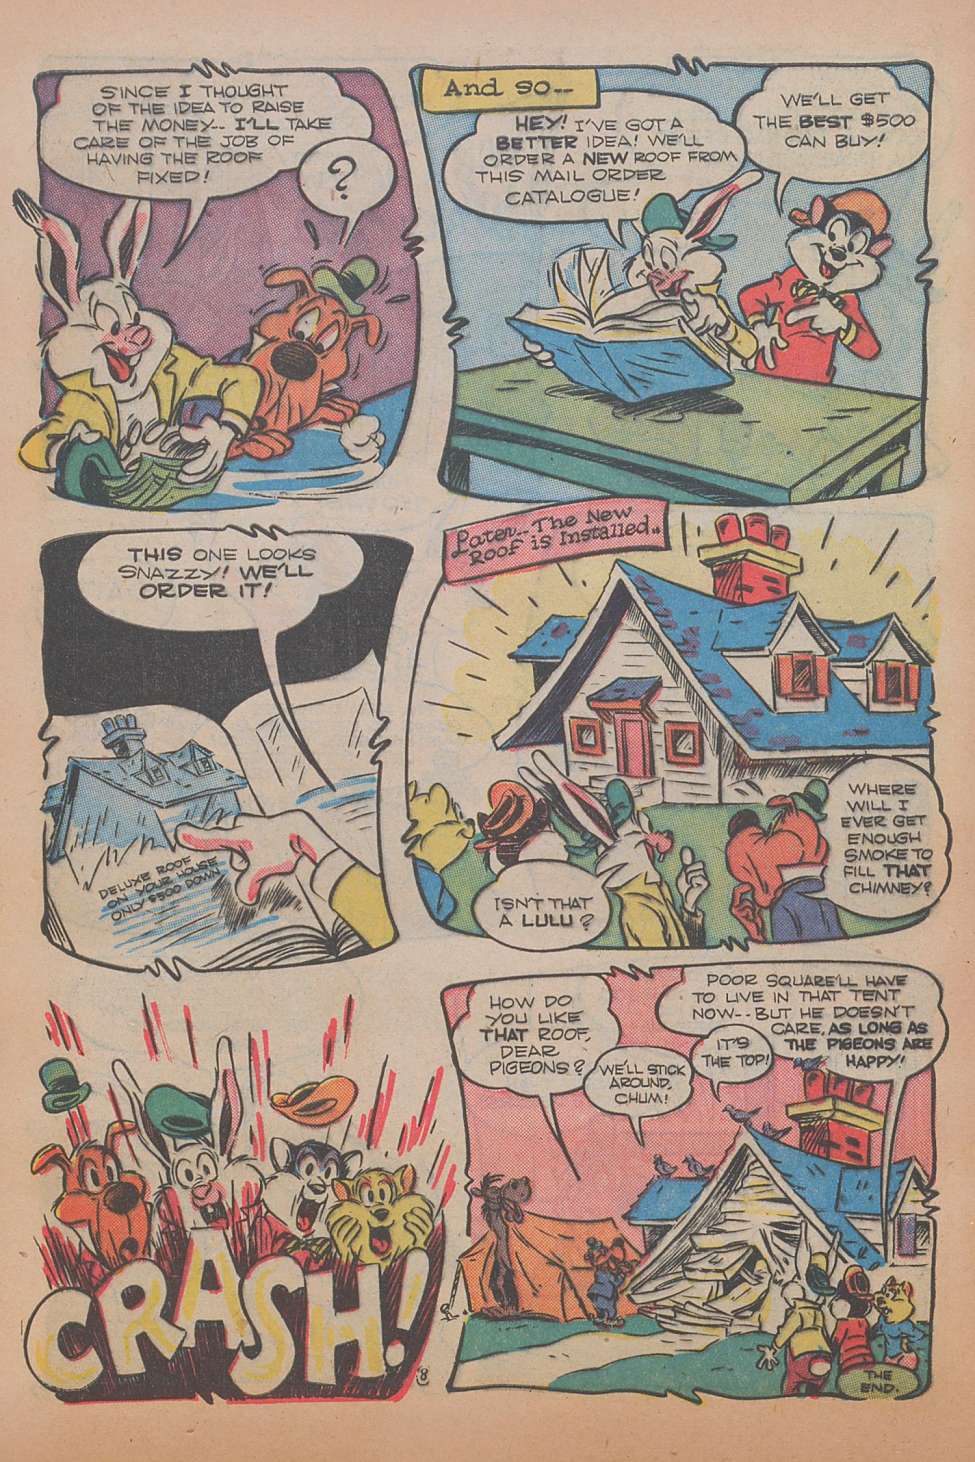 SINCE I THOUGHT
OF THE IDEA TO RAISE
THE MONEY-- I'LL TAKE
CARE OF THE JOB OF
HAVING THE ROOF
FIXED!
?
And so--
HEY! I'VE GOT A
BETTER IDEA! WE'LL
ORDER A NEW ROOF FROM
THIS MAIL ORDER
CATALOGUE!
WE'LL GET
THE BEST $500
CAN BUY!
THIS ONE LOOKS
SNAZZY! WE'LL
ORDER IT!
DELUXE ROOF
ON YOUR HOUSE
ONLY $500 DOWN
Later-- The New
Roof is Installed..
ISN'T THAT
A LULU?
WHERE
WILL I
EVER GET
ENOUGH
SMOKE TO
FILL THAT
CHIMNEY?
CRASH!
8
HOW DO
YOU LIKE
THAT ROOF,
DEAR
PIGEONS?
WE'LL STICK
AROUND,
CHUM!
IT'S
THE TOP!
POOR SQUARE'LL HAVE
TO LIVE IN THAT TENT
NOW-- BUT HE DOESN'T
CARE, AS LONG AS
THE PIGEONS ARE
HAPPY!
THE
END.